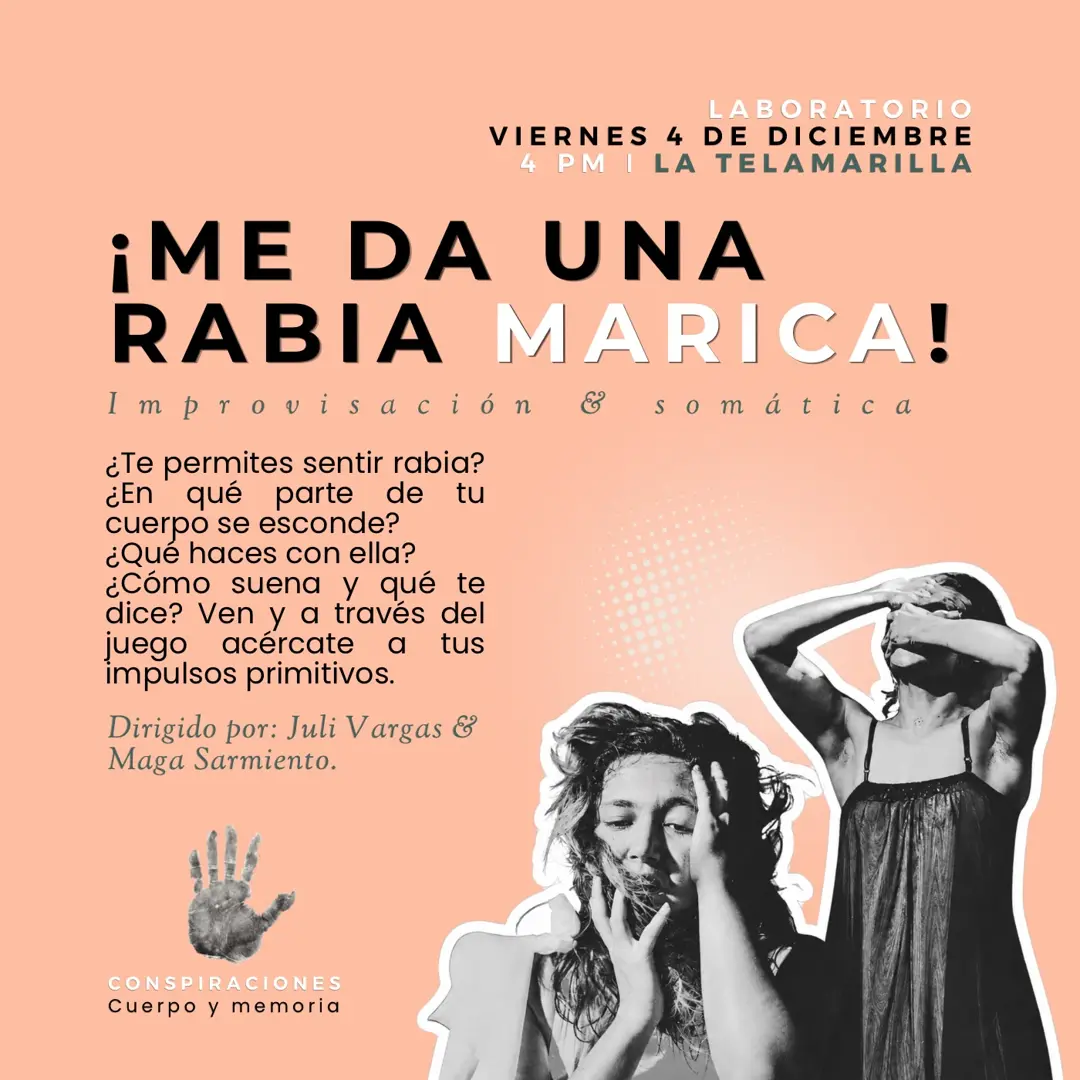 LABORATORIO
VIERNES 4 DE DICIEMBRE
4 PM | LA TELAMARILLA
¡ME DA UNA
RABIA MARICA!
Improvisación & somática
¿Te permites sentir rabia?
¿En qué parte de tu
cuerpo se esconde?
¿Qué haces con ella?
¿Cómo suena y qué te
dice? Ven y a través del
juego acércate a tus
impulsos primitivos.
Dirigido por: Juli Vargas &
Maga Sarmiento.
CONSPIRACIONES
Cuerpo y memoria